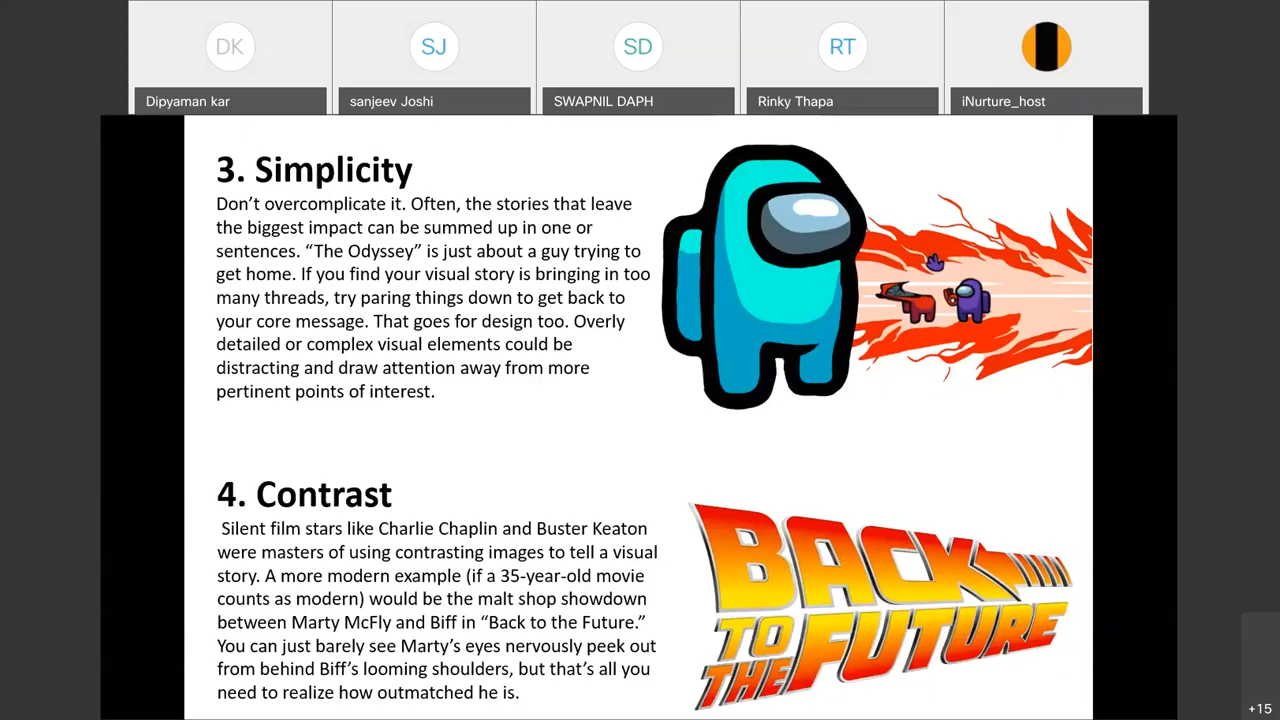 DK
SJ
SD
RT
Dipyaman kar
sanjeev Joshi
SWAPNIL DAPH
Rinky Thapa
iNurture_host
3. Simplicity
Don’t overcomplicate it. Often, the stories that leave
the biggest impact can be summed up in one or
sentences. “The Odyssey” is just about a guy trying to
get home. If you find your visual story is bringing in too
many threads, try paring things down to get back to
your core message. That goes for design too. Overly
detailed or complex visual elements could be
distracting and draw attention away from more
pertinent points of interest.
4. Contrast
Silent film stars like Charlie Chaplin and Buster Keaton
were masters of using contrasting images to tell a visual
story. A more modern example (if a 35-year-old movie
counts as modern) would be the malt shop showdown
between Marty McFly and Biff in “Back to the Future.”
You can just barely see Marty’s eyes nervously peek out
from behind Biff’s looming shoulders, but that’s all you
need to realize how outmatched he is.
BACK
TO
THE FUTURE
+15